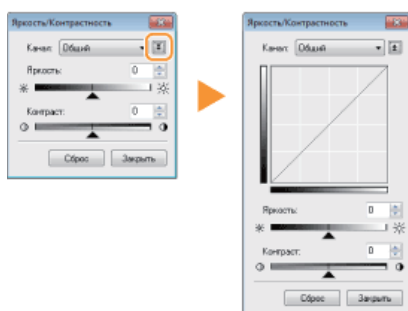 Яркость/Контрастность
Канал: Общий
Яркость: 0
Контраст: 0
Сброс Закрыть
Яркость/Контрастность
Канал: Общий
Яркость: 0
Контраст: 0
Сброс Закрыть